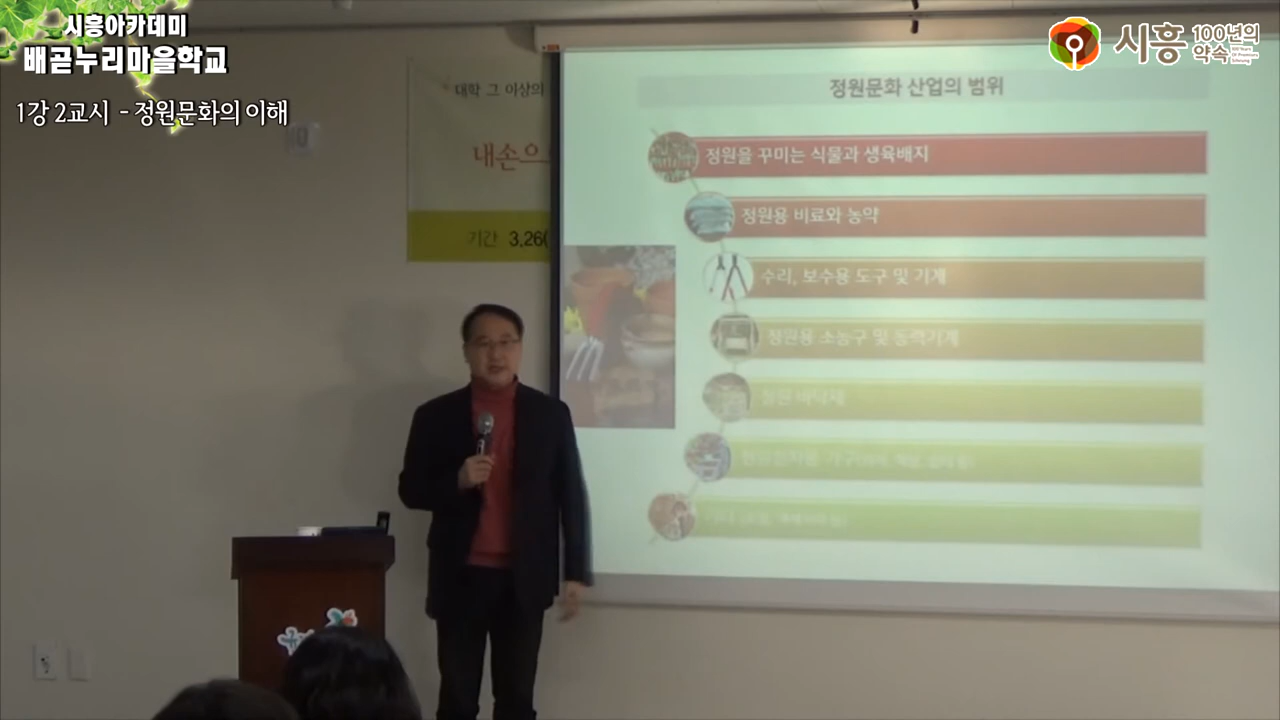 시흥아카데미
배곧누리마을학교
1강 2교시 - 정원문화의 이해
시흥 100년의 약속
대학 그 이상의
내손으
기간 3.26(
정원문화 산업의 범위
정원을 꾸미는 식물과 생육배지
정원용 비료와 농약
수리, 보수용 도구 및 기계
정원용 소농구 및 동력기계
정원 바닥재